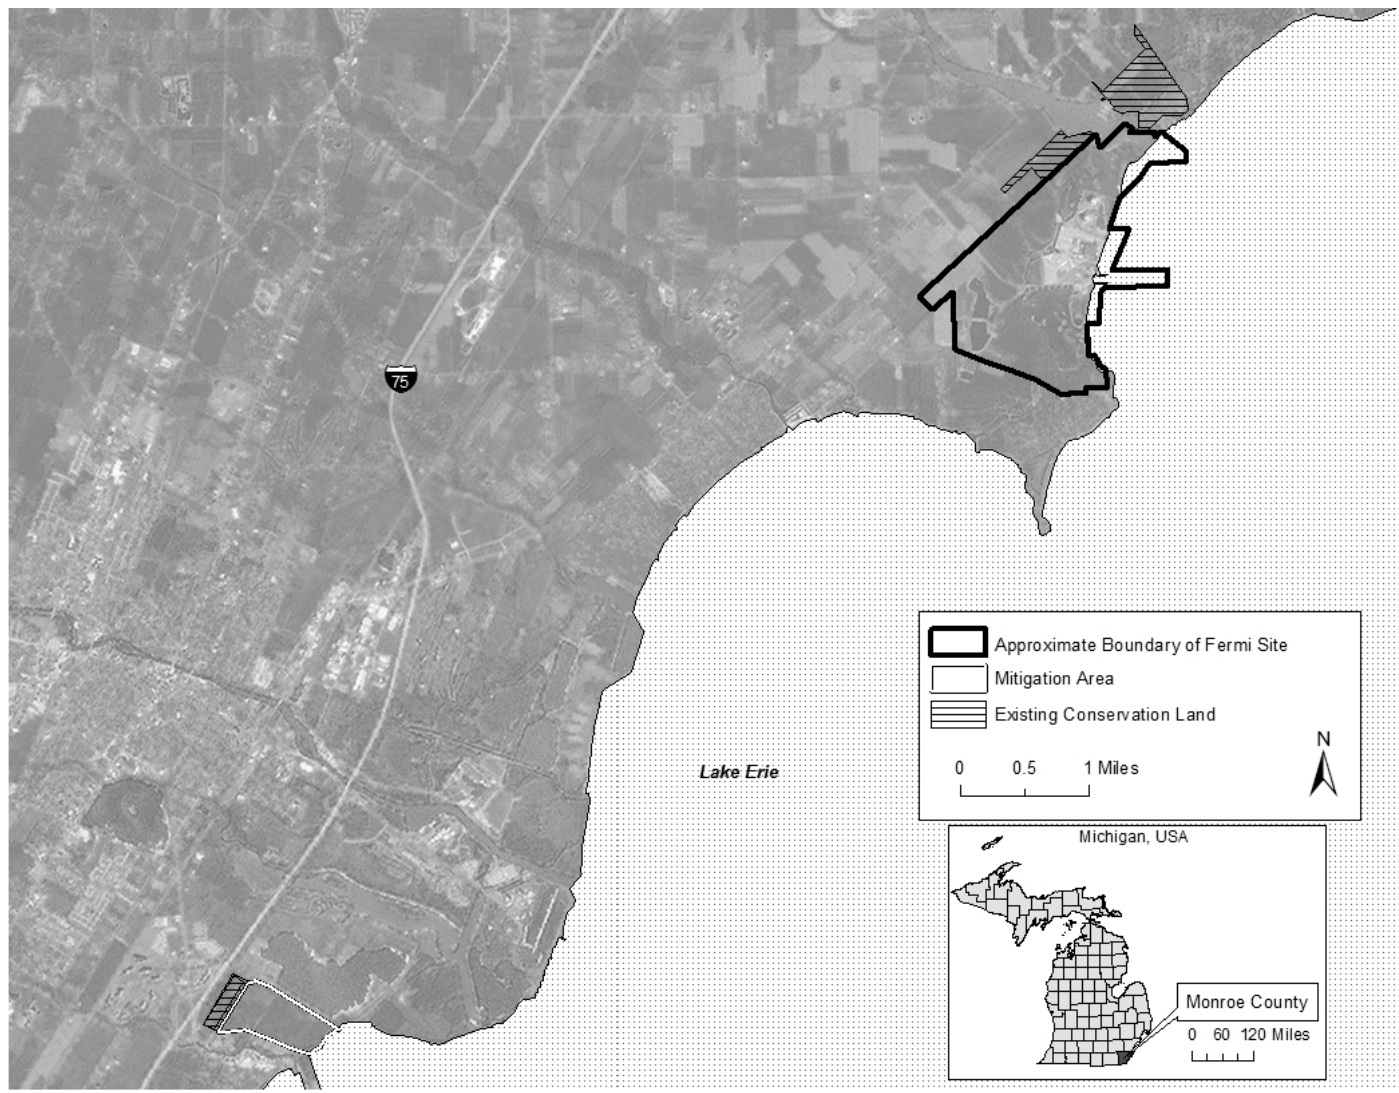 75
Approximate Boundary of Fermi Site
Mitigation Area
Existing Conservation Land
N
0 0.5 1 Miles
Lake Erie
Michigan, USA
Monroe County
0 60 120 Miles